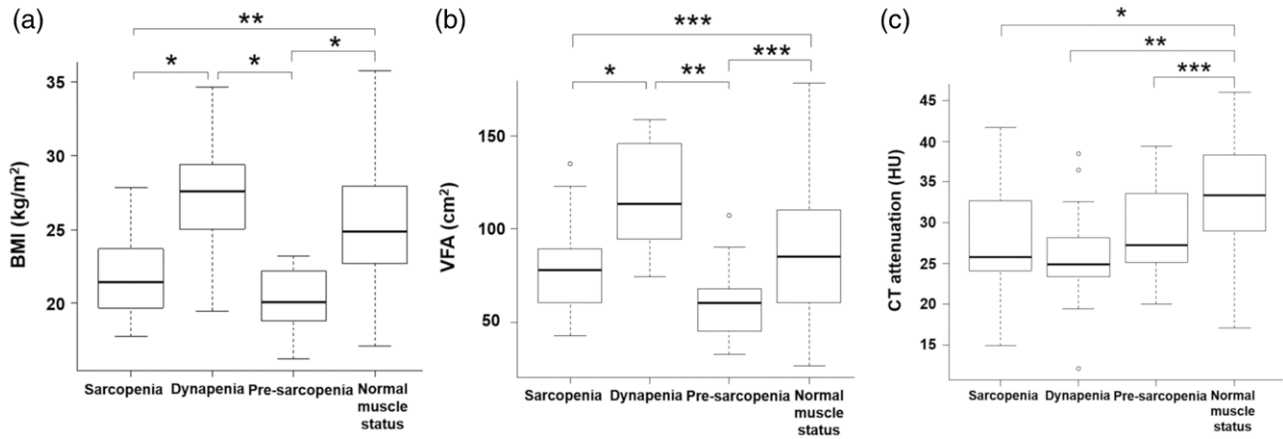 (a)
**
*
*
*
BMI (kg/m²)
35
30
25
20
Sarcopenia
Dynapenia
Pre-sarcopenia
Normal
muscle
status
(b)
***
***
*
**
VFA (cm²)
150
100
50
Sarcopenia
Dynapenia
Pre-sarcopenia
Normal
muscle
status
(c)
*
**
***
CT attenuation (HU)
45
40
35
30
25
20
15
Sarcopenia
Dynapenia
Pre-sarcopenia
Normal
muscle
status